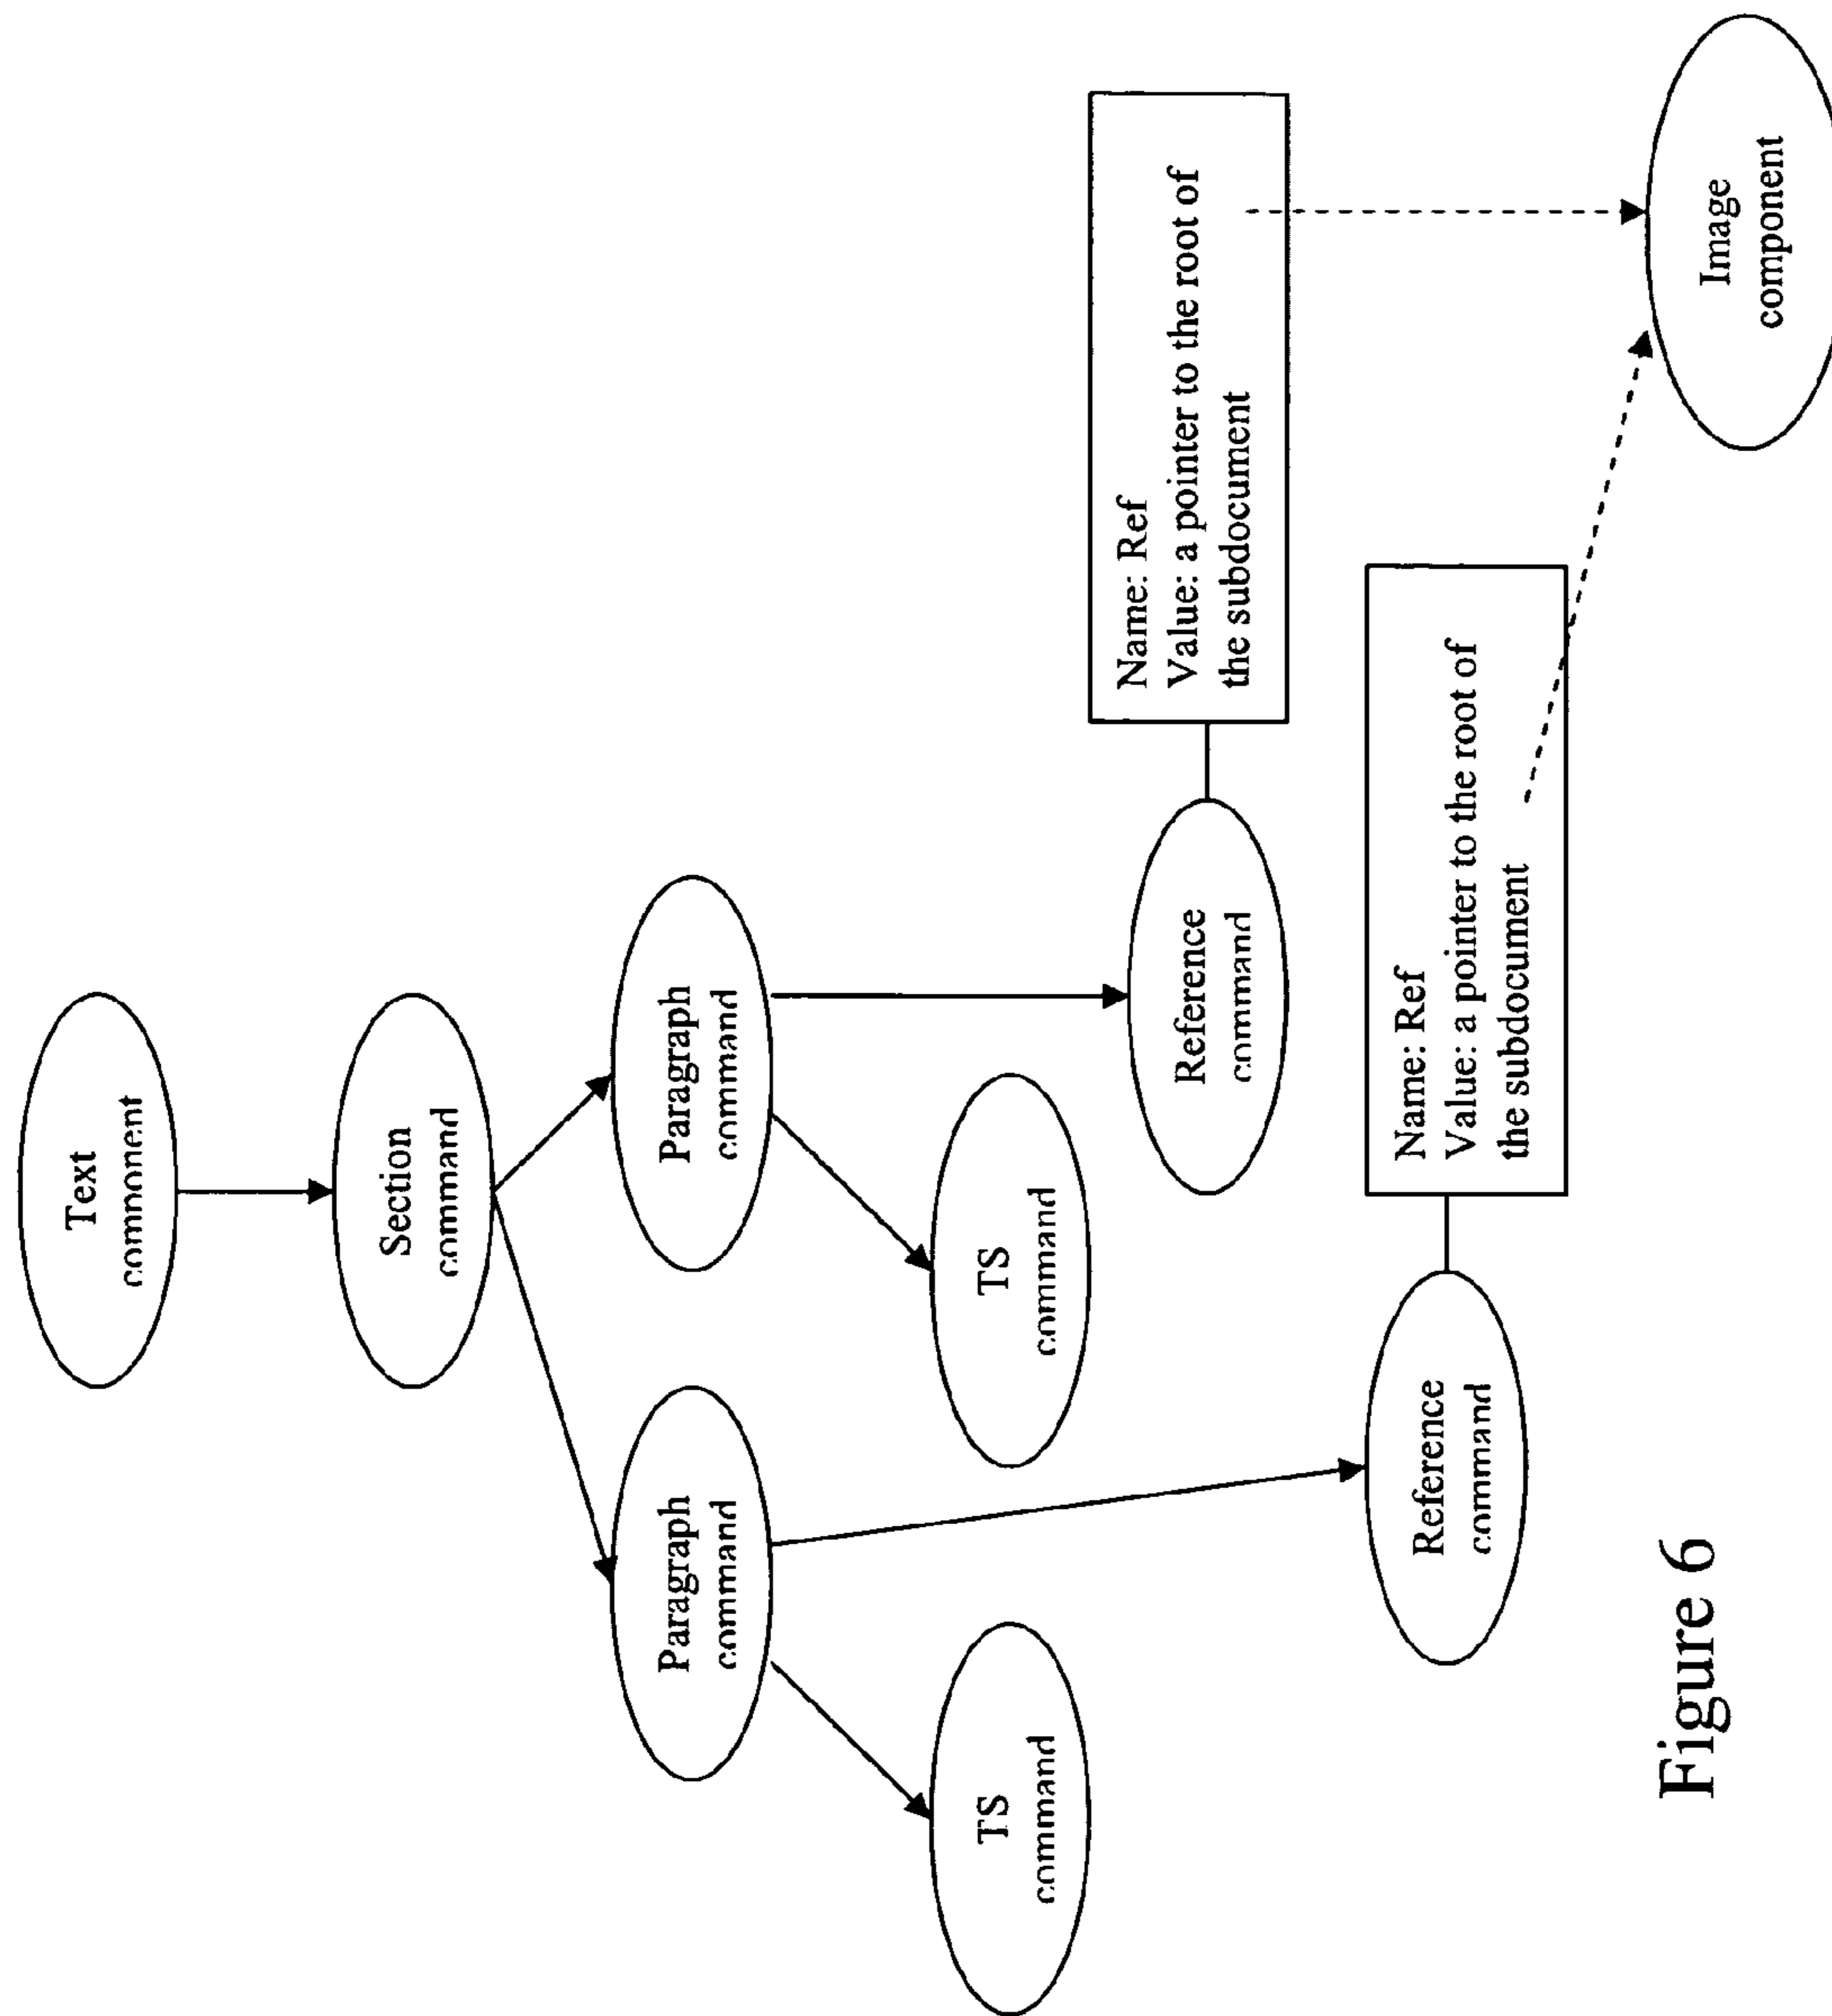 Text
component
Section
command
Paragraph
command
Paragraph
command
TS
command
TS
command
Reference
command
Name: Ref
Value: a pointer to the root of
the subdocument
Reference
command
Name: Ref
Value: a pointer to the root of
the subdocument
Image
component
Figure 6